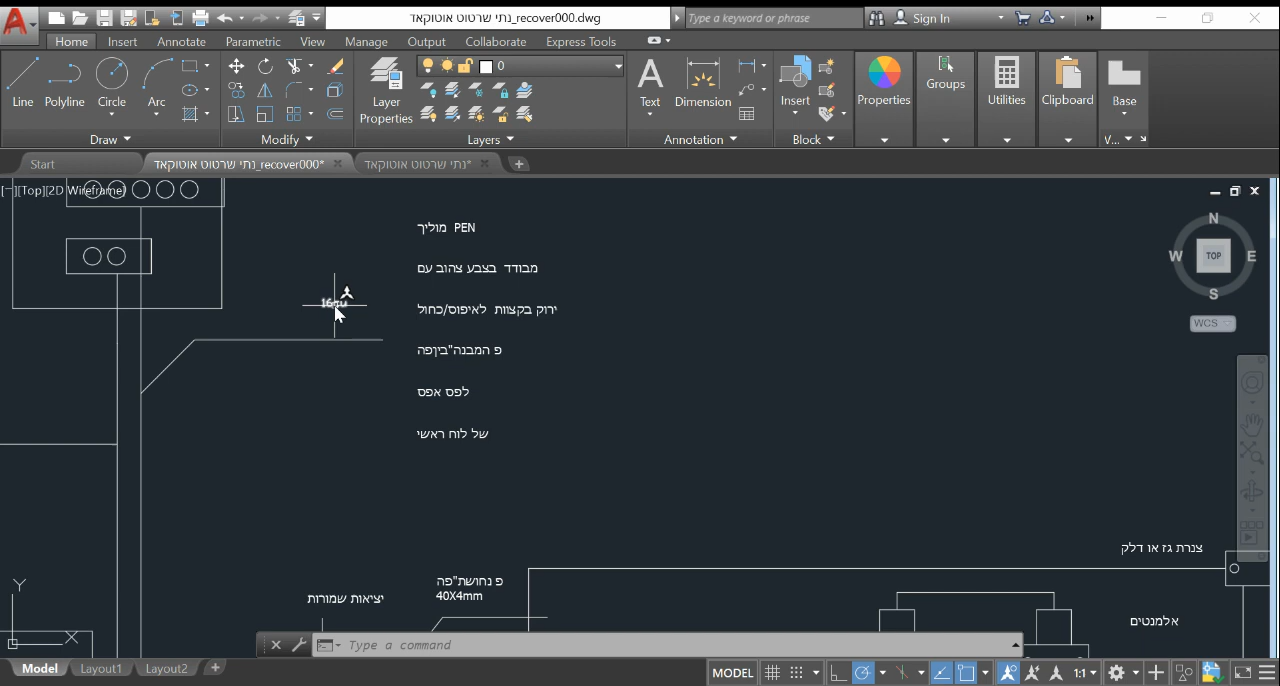 נתי שרטוט אוטוקאד_recover000.dwg
Type a keyword or phrase
Sign In
Home Insert Annotate Parametric View Manage Output Collaborate Express Tools
Line Polyline Circle Arc
Layer Properties
0
Text Dimension
Insert
Properties Groups Utilities Clipboard Base
Draw Modify Layers Annotation Block V...
Start נתי שרטוט אוטוקאד_recover000* נתי שרטוט אוטוקאד*
[−][Top][2D Wireframe]
מוליך PEN
מבודד בצבע צהוב עם
ירוק בקצוות לאיפוס/כחול
פ המבנה"ביןפה
לפס אפס
של לוח ראשי
N
W TOP E
S
WCS
צנרת גז או דלק
פ נחושת"פה
40X4mm
יציאות שמורות
אלמנטים
Y
X
Type a command
Model Layout1 Layout2
MODEL 1:1